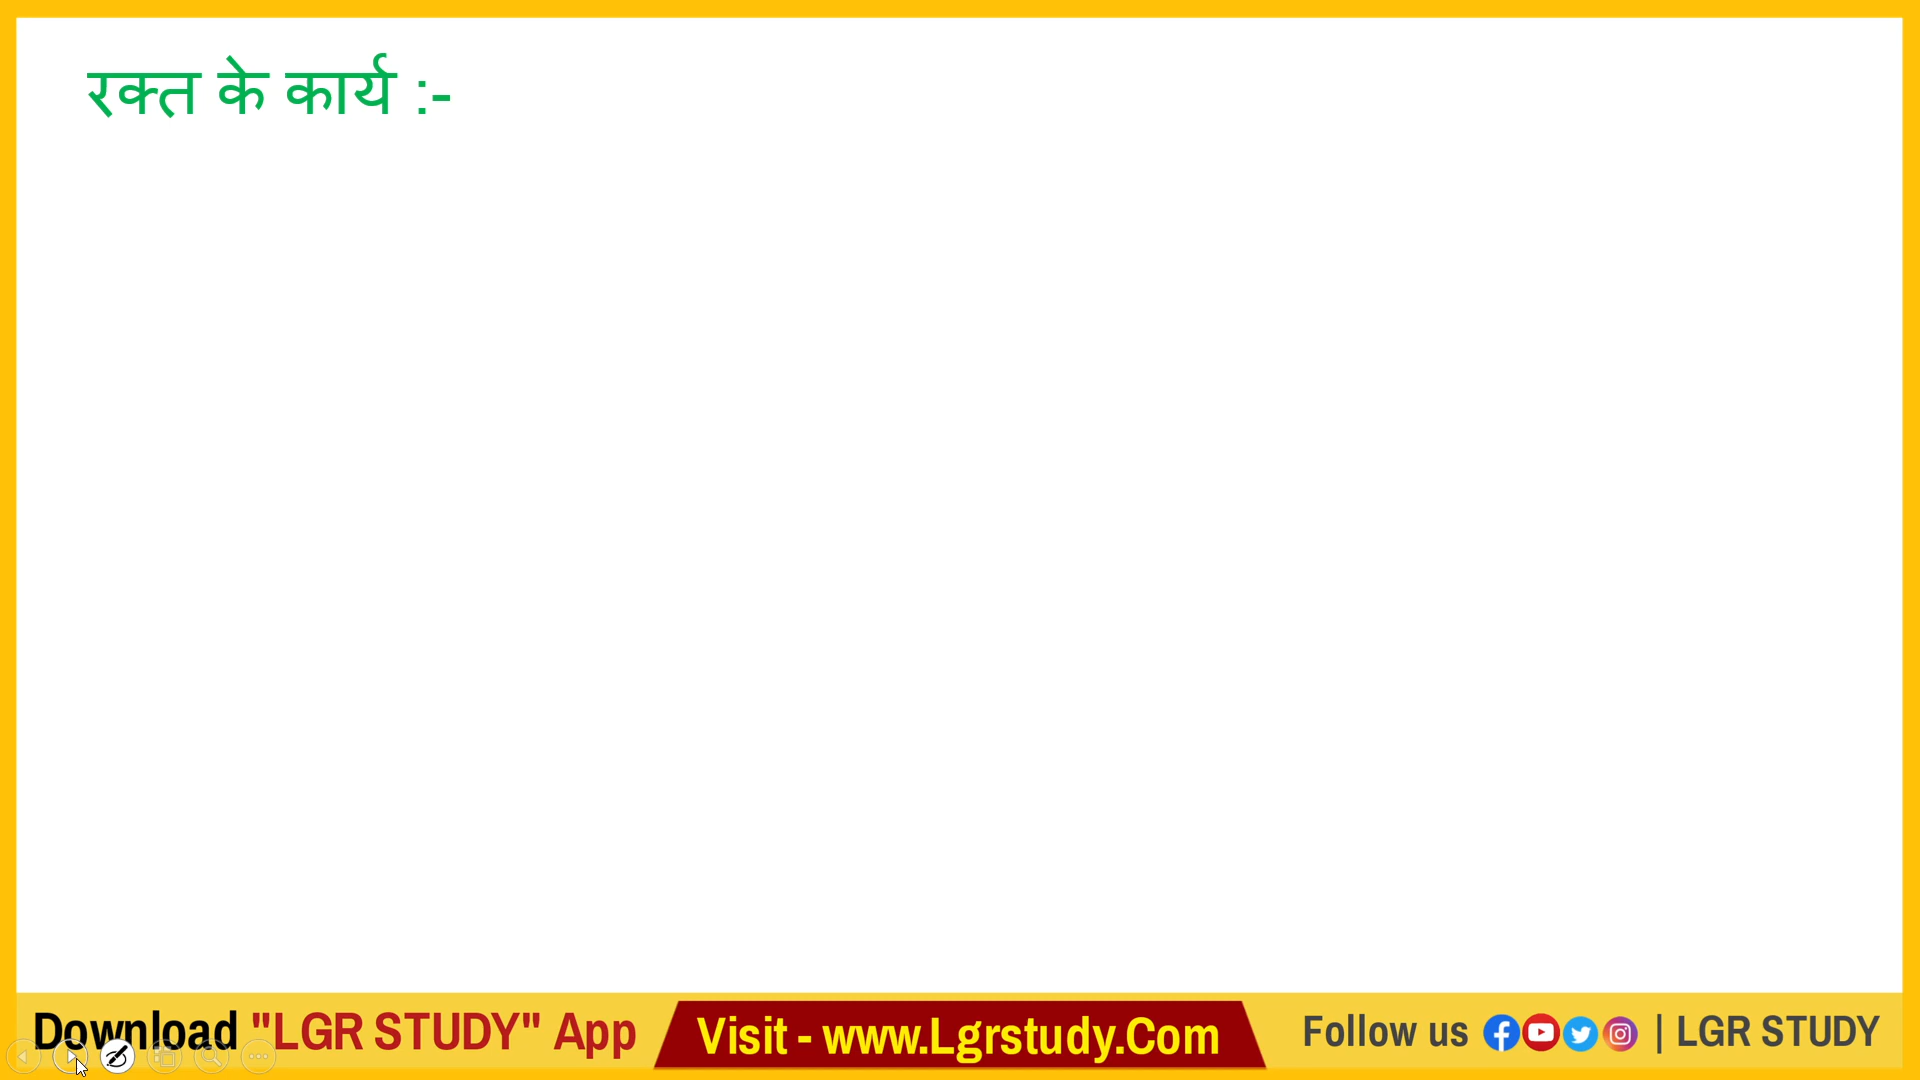 रक्त के कार्य :-
Download "LGR STUDY" App
Visit - www.Lgrstudy.Com
Follow us | LGR STUDY